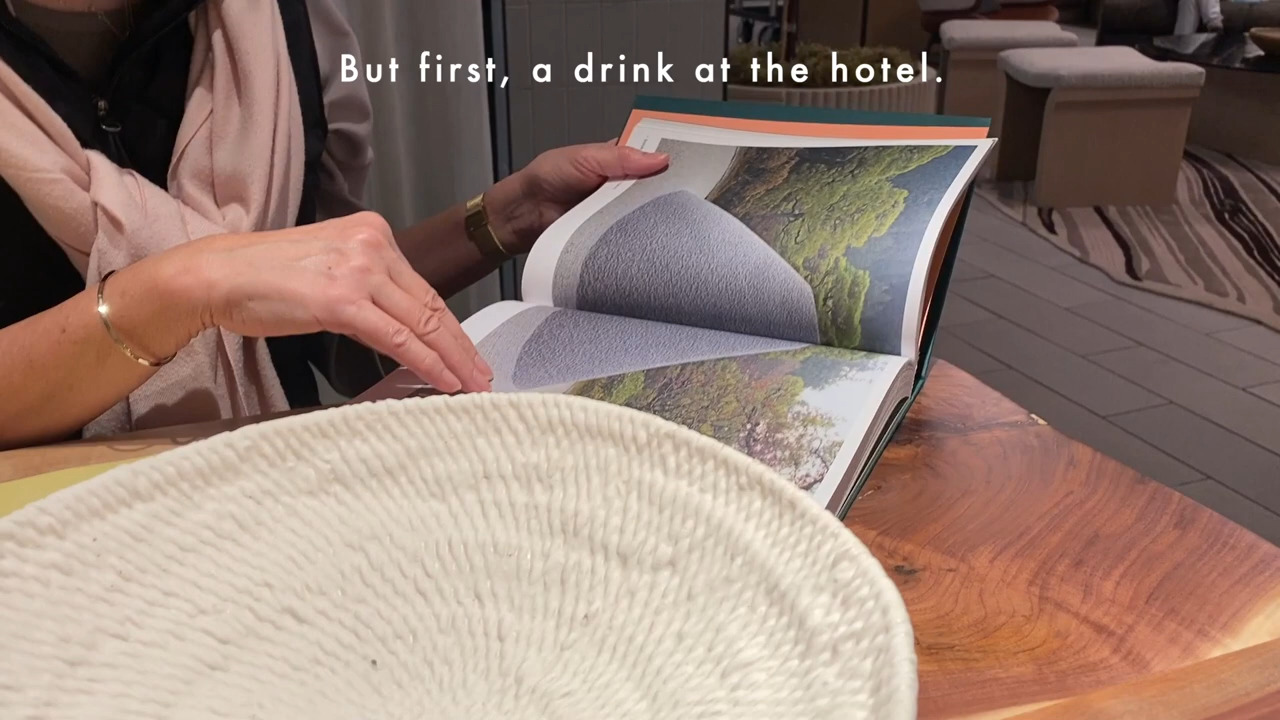 But first, a drink at the hotel.